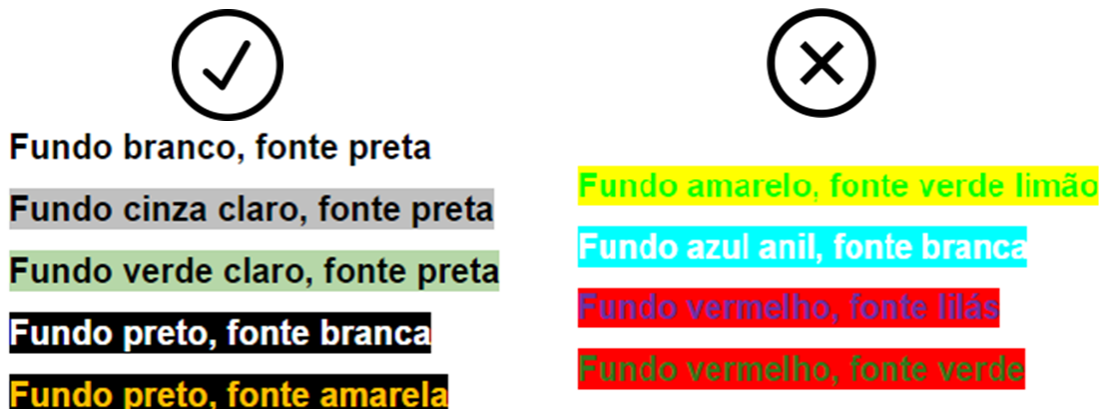 Fundo branco, fonte preta
Fundo cinza claro, fonte preta
Fundo verde claro, fonte preta
Fundo preto, fonte branca
Fundo preto, fonte amarela
Fundo amarelo, fonte verde limão
Fundo azul anil, fonte branca
Fundo vermelho, fonte lilás
Fundo vermelho, fonte verde